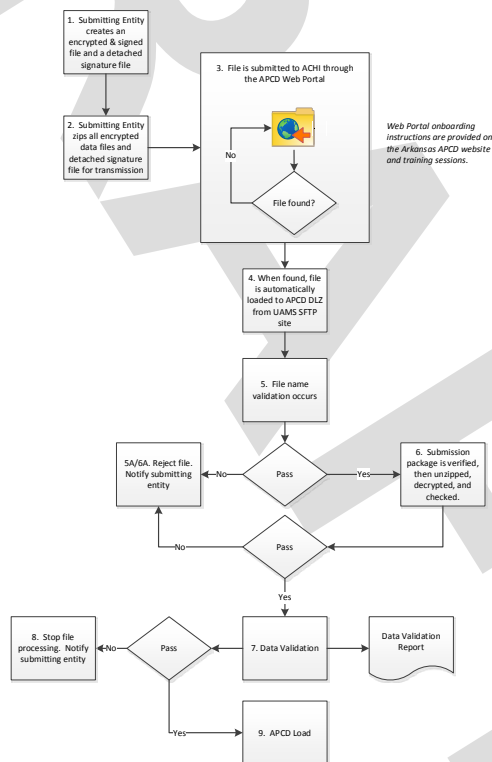 1. Submitting Entity
creates an
encrypted & signed
file and a detached
signature file
2. Submitting Entity
zips all encrypted
data files and
detached signature
file for transmission
3. File is submitted to ACHI through
the APCD Web Portal
No
File found?
Web Portal onboarding
instructions are provided on
the Arkansas APCD website
and training sessions.
4. When found, file
is automatically
loaded to APCD DLZ
from UAMS SFTP
site
5. File name
validation occurs
5A/6A. Reject file.
Notify submitting
entity
No
Pass
Yes
6. Submission
package is verified,
then unzipped,
decrypted, and
checked.
No
Pass
Yes
8. Stop file
processing. Notify
submitting entity
No
Pass
7. Data Validation
Data Validation
Report
Yes
9. APCD Load